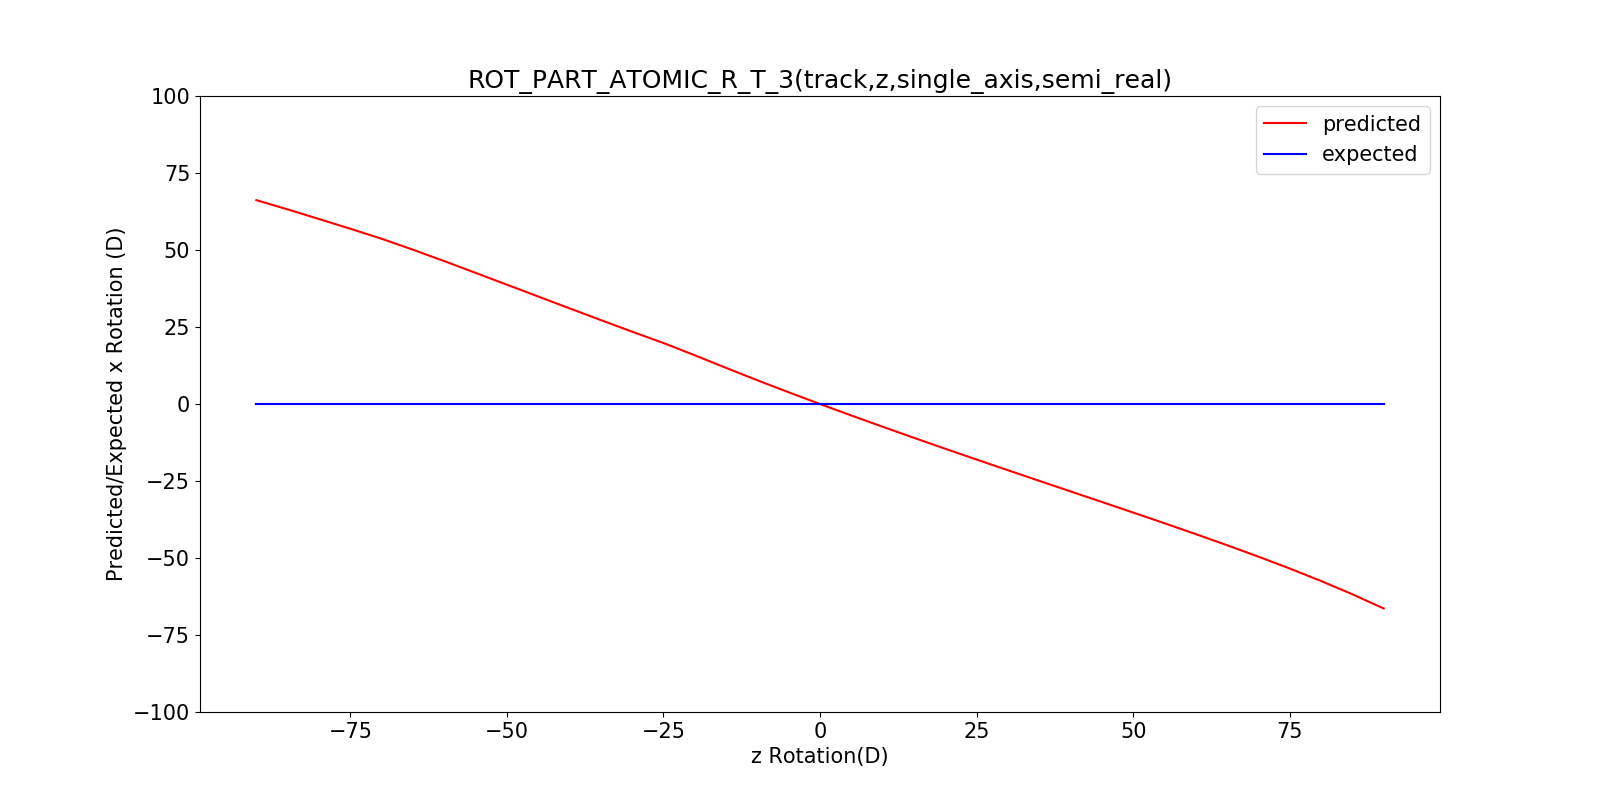 ROT_PART_ATOMIC_R_T_3(track,z,single_axis,semi_real)
predicted
expected
Predicted/Expected x Rotation (D)
100
75
50
25
0
−25
−50
−75
−100
−75 −50 −25 0 25 50 75
z Rotation(D)